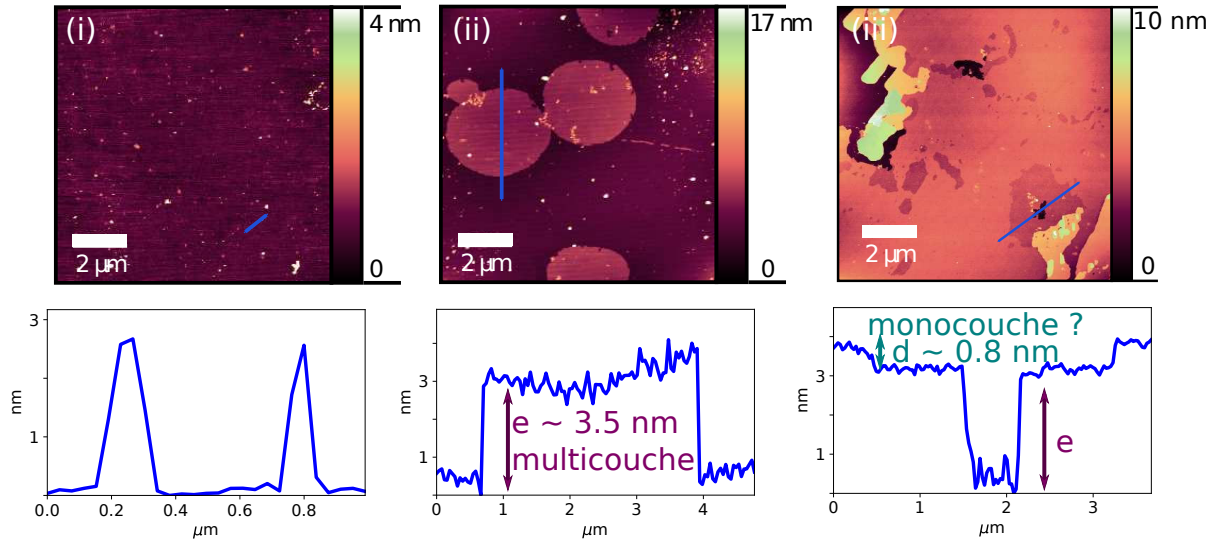 (i)
4 nm
0
2 μm
(ii)
17 nm
0
2 μm
(iii)
10 nm
0
2 μm
3
1
nm
0.0
0.2
0.4
0.6
0.8
μm
3
1
nm
e ~ 3.5 nm
multicouche
0
1
2
3
4
μm
3
1
nm
monocouche ?
d ~ 0.8 nm
e
0
1
2
3
μm